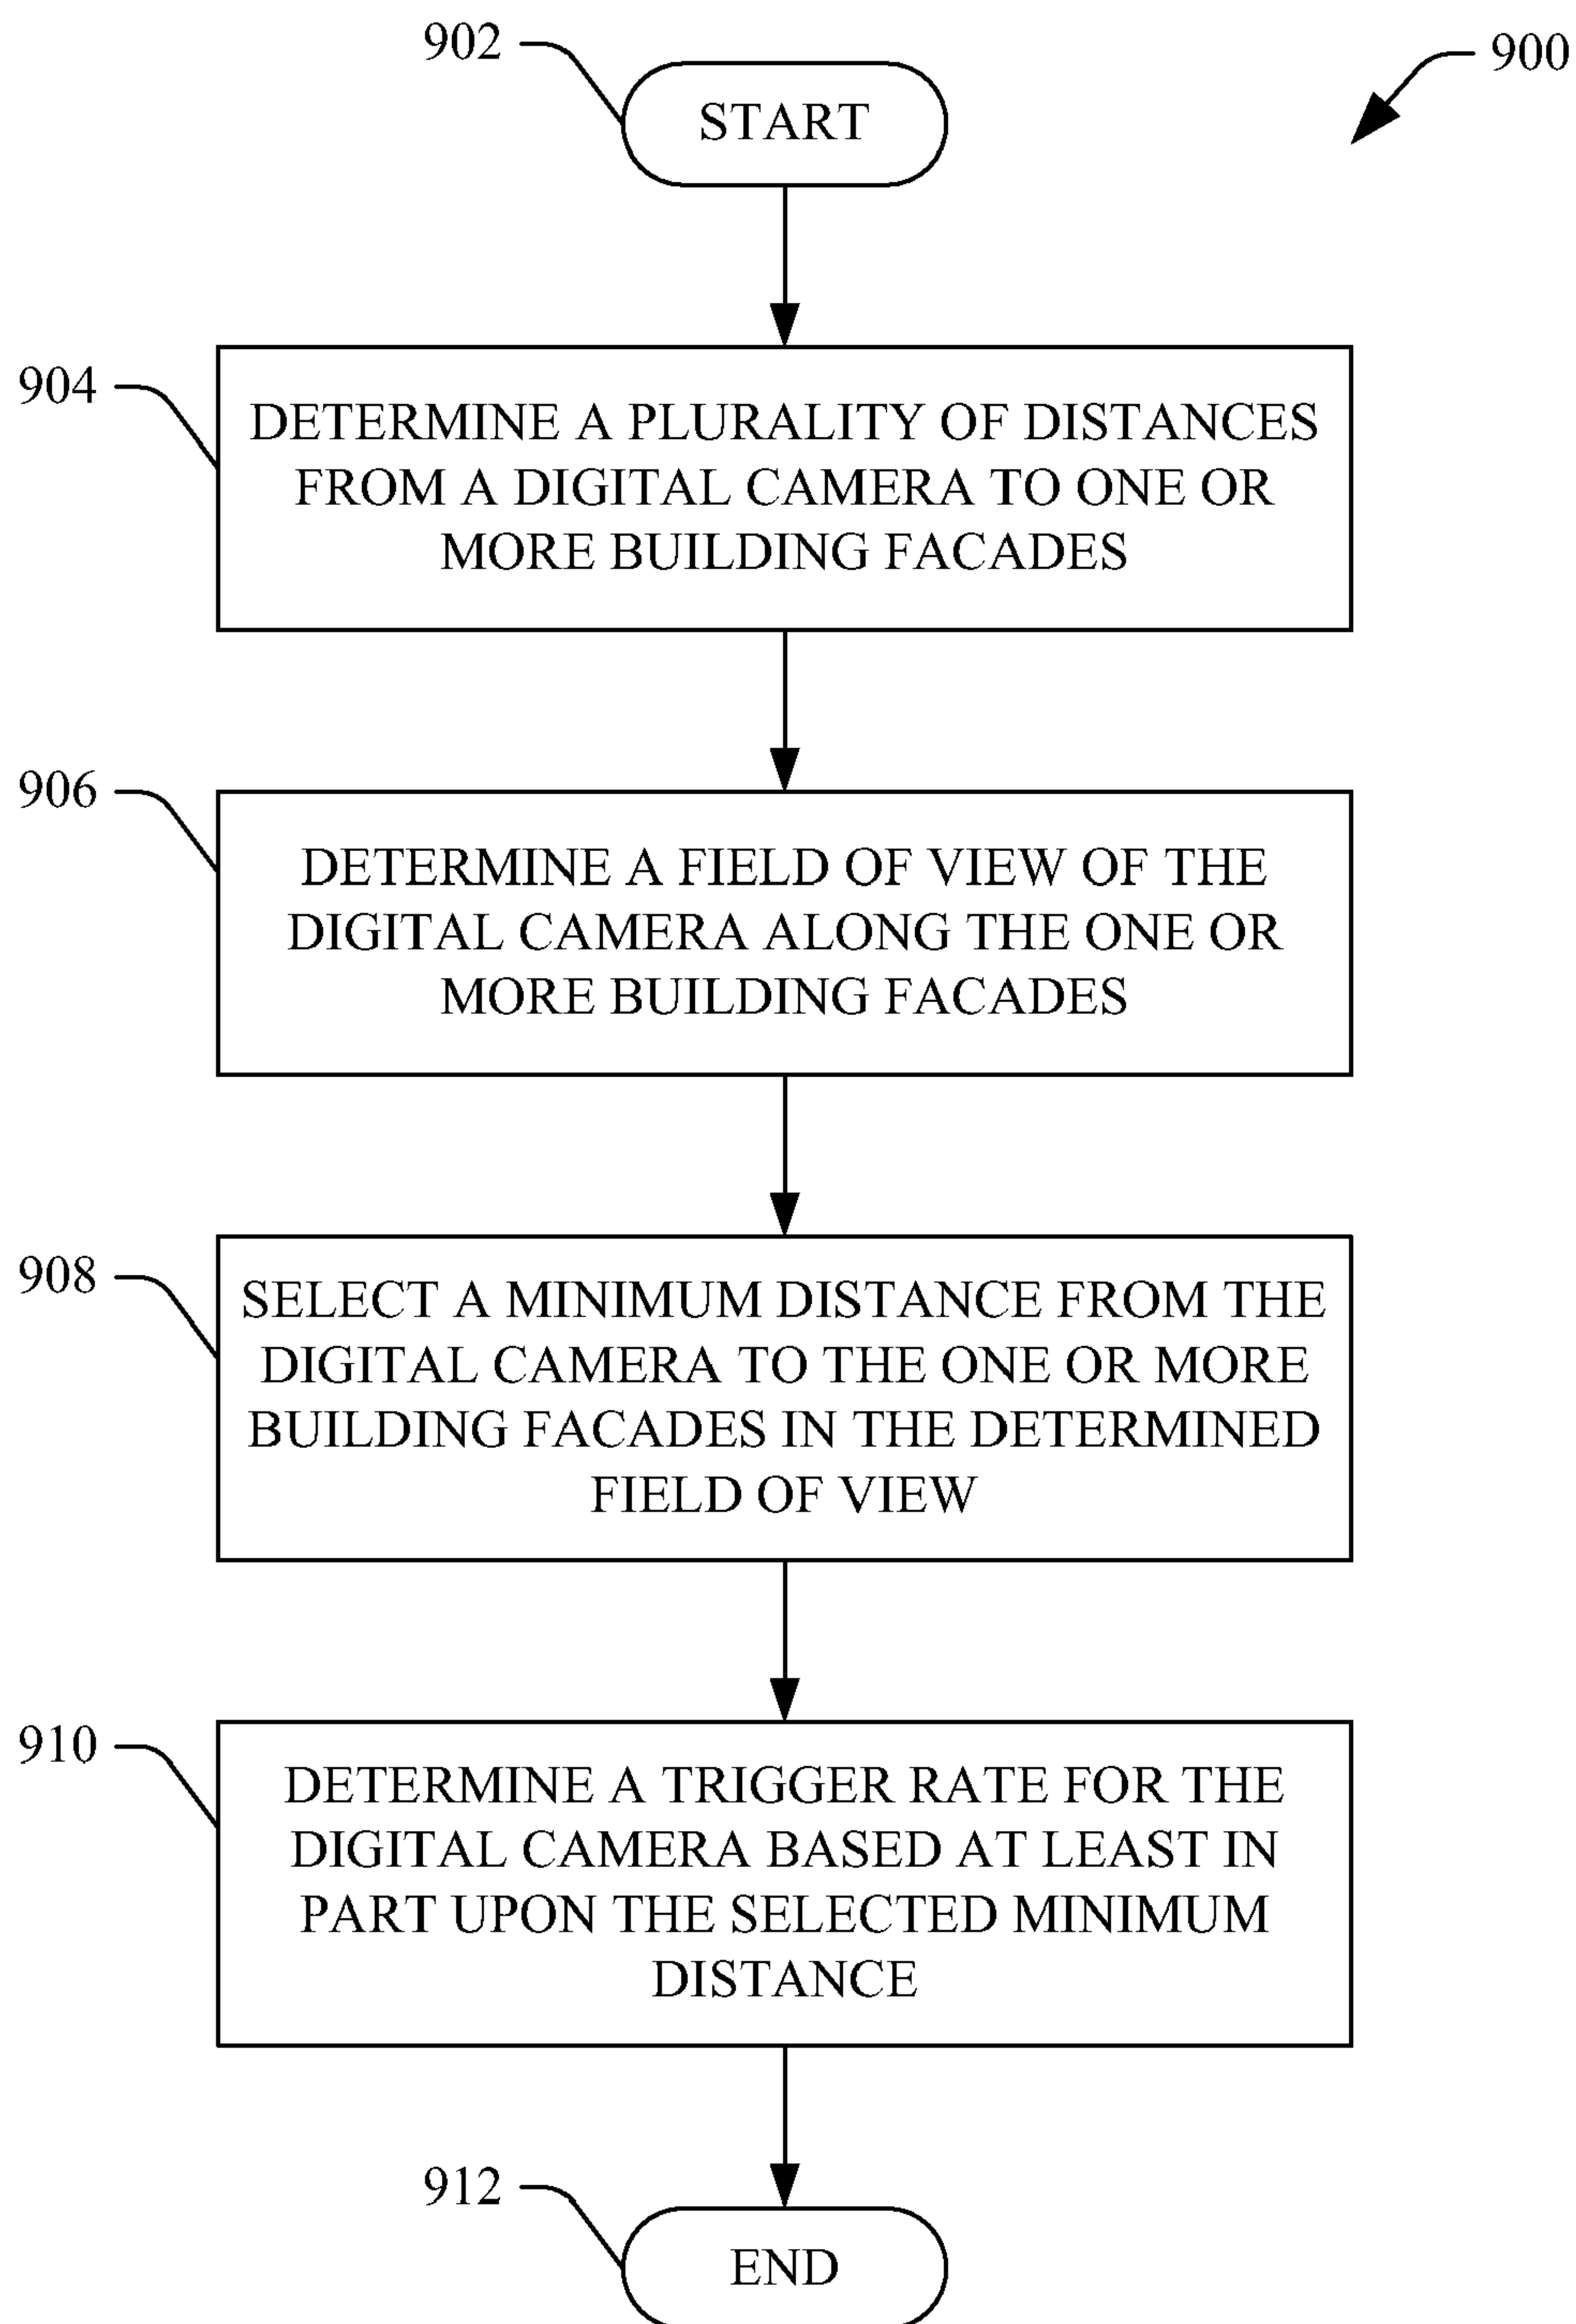 902
900
START
904
DETERMINE A PLURALITY OF DISTANCES
FROM A DIGITAL CAMERA TO ONE OR
MORE BUILDING FACADES
906
DETERMINE A FIELD OF VIEW OF THE
DIGITAL CAMERA ALONG THE ONE OR
MORE BUILDING FACADES
908
SELECT A MINIMUM DISTANCE FROM THE
DIGITAL CAMERA TO THE ONE OR MORE
BUILDING FACADES IN THE DETERMINED
FIELD OF VIEW
910
DETERMINE A TRIGGER RATE FOR THE
DIGITAL CAMERA BASED AT LEAST IN
PART UPON THE SELECTED MINIMUM
DISTANCE
912
END